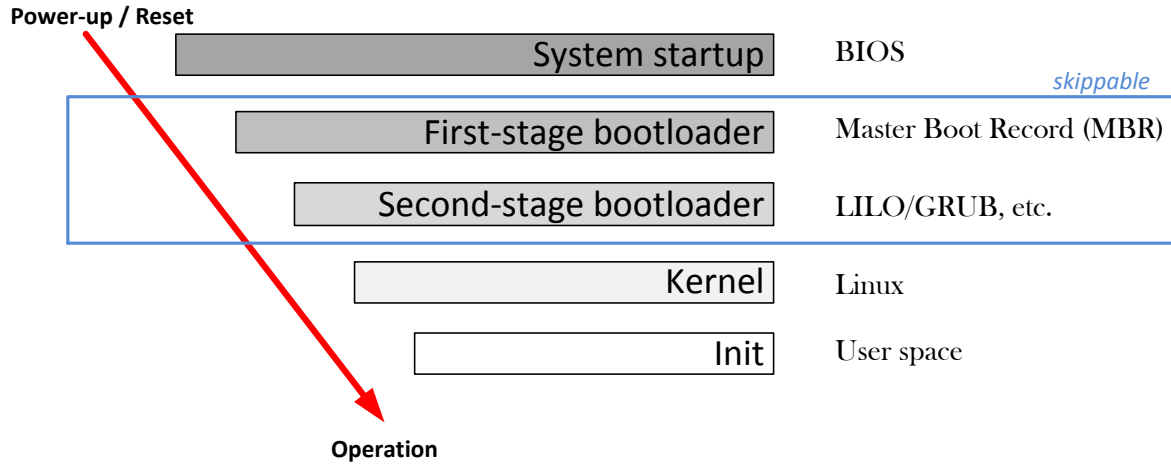 Power-up / Reset
System startup
BIOS
skippable
First-stage bootloader
Master Boot Record (MBR)
Second-stage bootloader
LILO/GRUB, etc.
Kernel
Linux
Init
User space
Operation